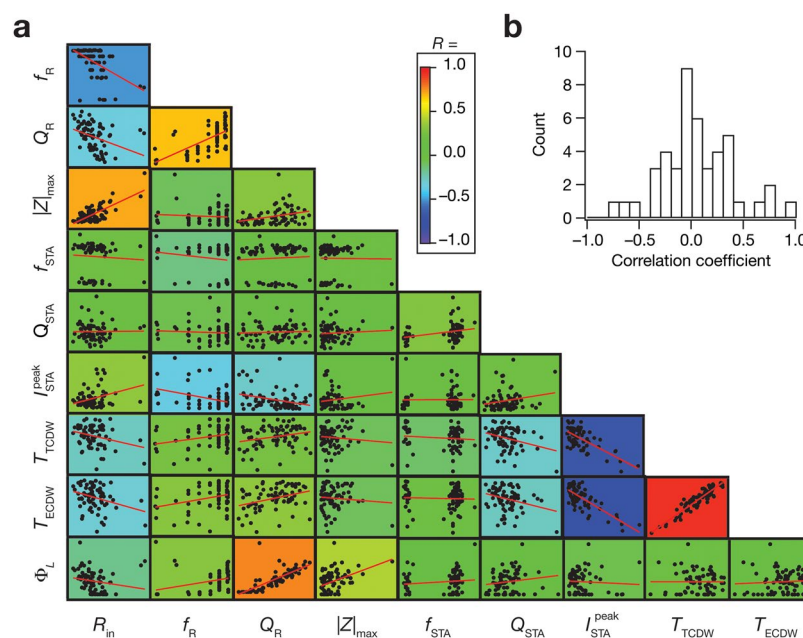 a
R =
1.0
0.5
0.0
−0.5
−1.0
f_R
Q_R
|Z|_max
f_STA
Q_STA
I_STA^peak
T_TCDW
T_ECDW
Φ_L
R_in f_R Q_R |Z|_max f_STA Q_STA I_STA^peak T_TCDW T_ECDW
b
Count
10
8
6
4
2
0
−1.0 −0.5 0.0 0.5 1.0
Correlation coefficient